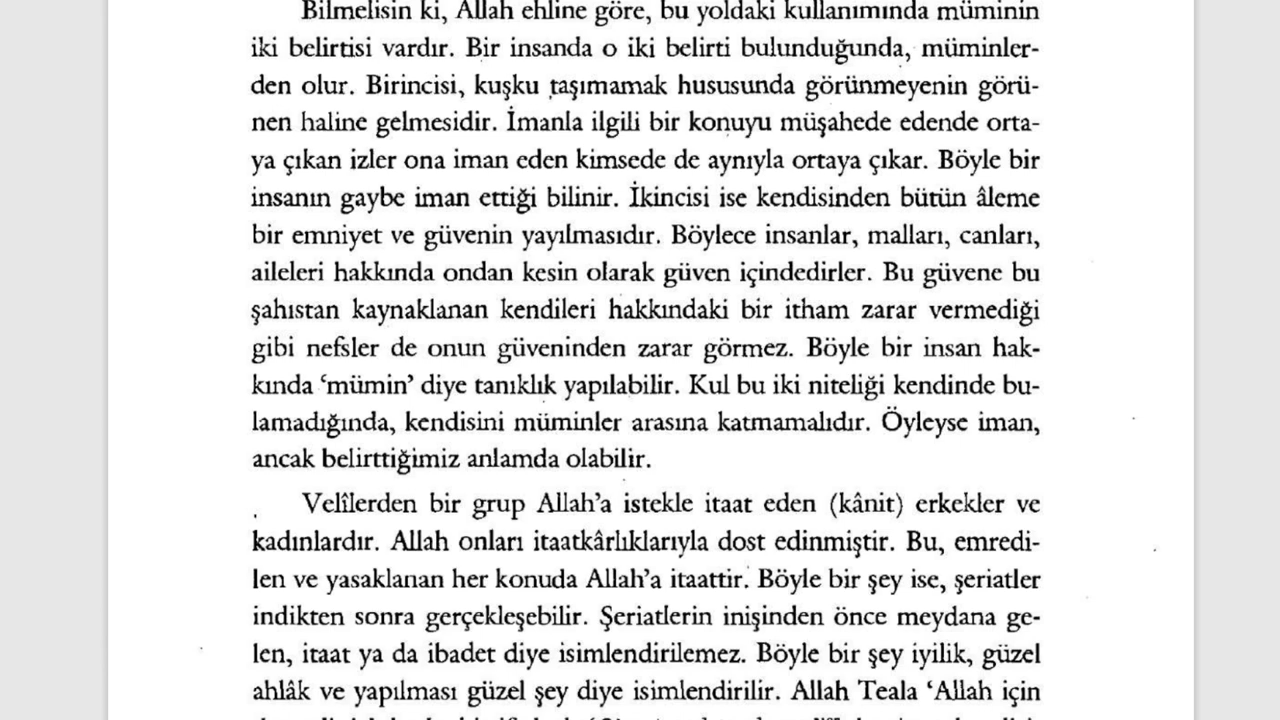 Bilmelisin ki, Allah ehline göre, bu yoldaki kullanımında müminin
iki belirtisi vardır. Bir insanda o iki belirti bulunduğunda, müminler-
den olur. Birincisi, kuşku taşımamak hususunda görünmeyenin görü-
nen haline gelmesidir. İmanla ilgili bir konuyu müşahede edende orta-
ya çıkan izler ona iman eden kimsede de aynıyla ortaya çıkar. Böyle bir
insanın gaybe iman ettiği bilinir. İkincisi ise kendisinden bütün âleme
bir emniyet ve güvenin yayılmasıdır. Böylece insanlar, malları, canları,
aileleri hakkında ondan kesin olarak güven içindedirler. Bu güvene bu
şahıstan kaynaklanan kendileri hakkındaki bir itham zarar vermediği
gibi nefsler de onun güveninden zarar görmez. Böyle bir insan hak-
kında ‘mümin’ diye tanıklık yapılabilir. Kul bu iki niteliği kendinde bu-
lamadığında, kendisini müminler arasına katmamalıdır. Öyleyse iman,
ancak belirttiğimiz anlamda olabilir.
Velîlerden bir grup Allah’a istekle itaat eden (kânit) erkekler ve
kadınlardır. Allah onları itaatkârlıklarıyla dost edinmiştir. Bu, emredi-
len ve yasaklanan her konuda Allah’a itaattir. Böyle bir şey ise, şeriatler
indikten sonra gerçekleşebilir. Şeriatlerin inişinden önce meydana ge-
len, itaat ya da ibadet diye isimlendirilemez. Böyle bir şey iyilik, güzel
ahlâk ve yapılması güzel şey diye isimlendirilir. Allah Teala ‘Allah için